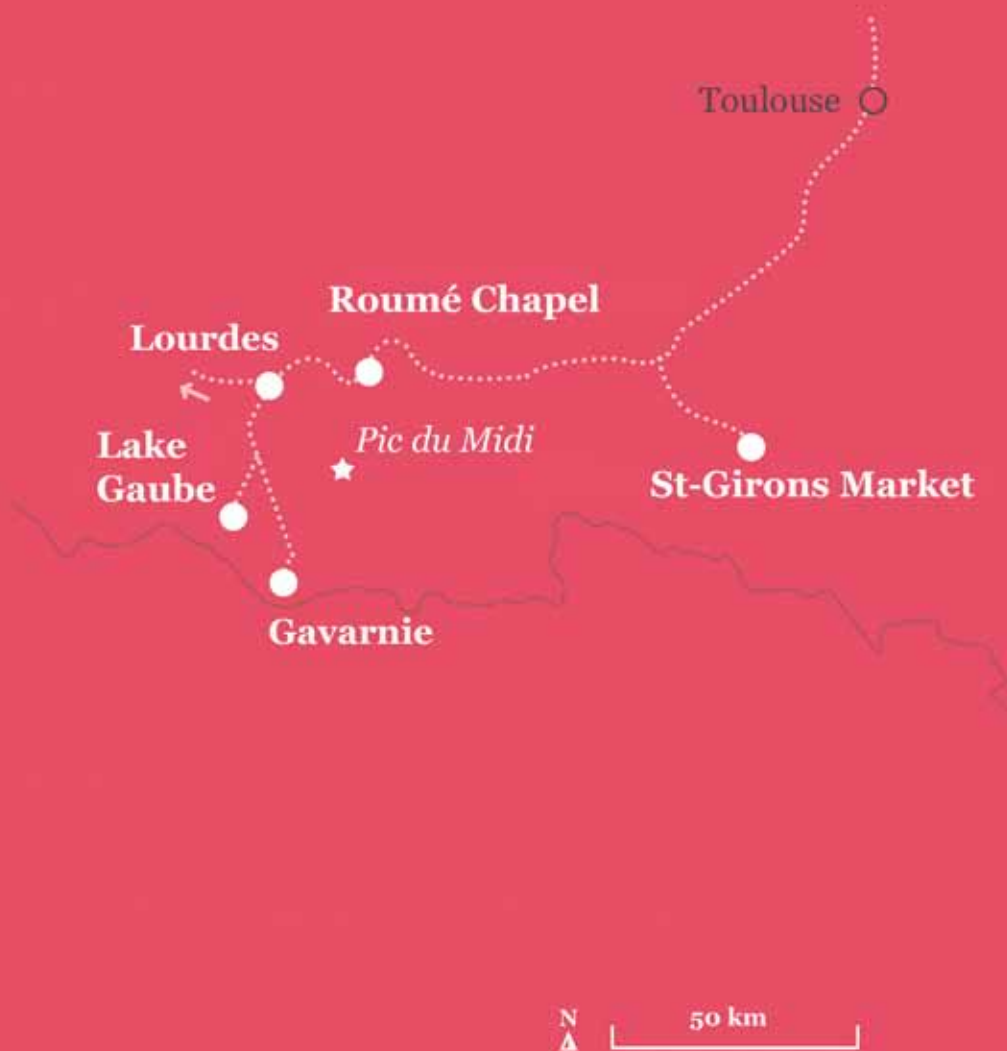 Toulouse
Roumé Chapel
Lourdes
Pic du Midi
Lake
Gaube
St-Girons Market
Gavarnie
N
50 km